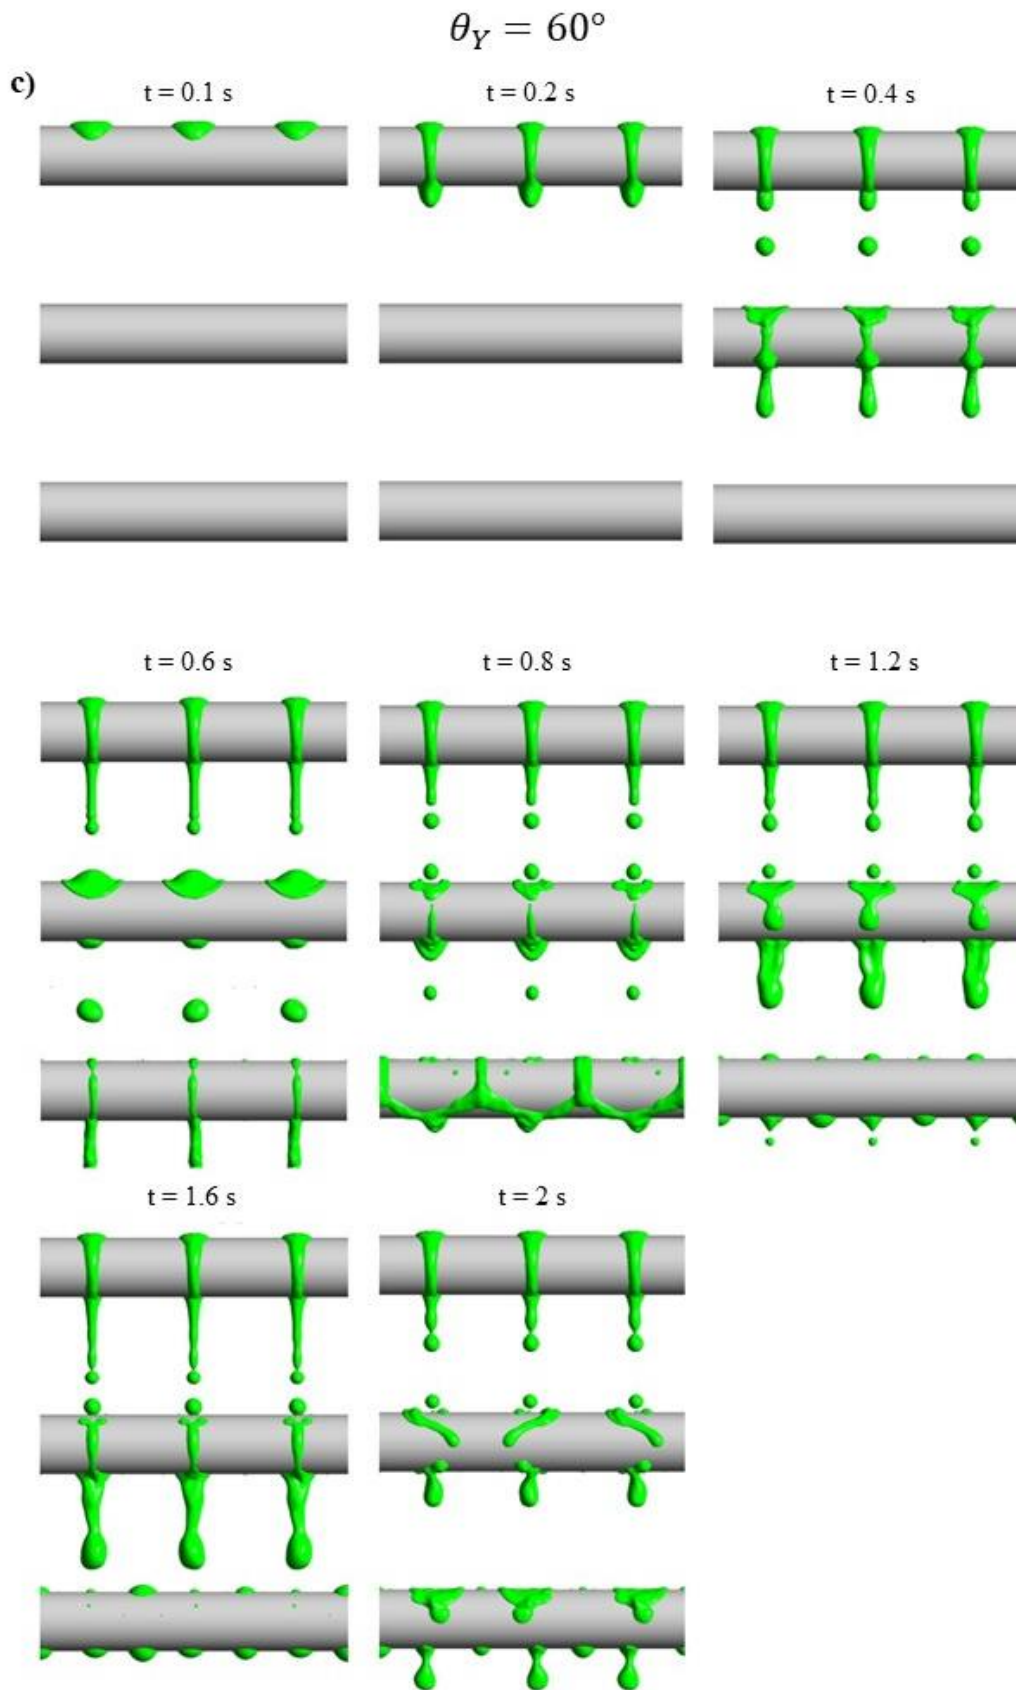 θ_Y = 60°
c)
t = 0.1 s
t = 0.2 s
t = 0.4 s
t = 0.6 s
t = 0.8 s
t = 1.2 s
t = 1.6 s
t = 2 s